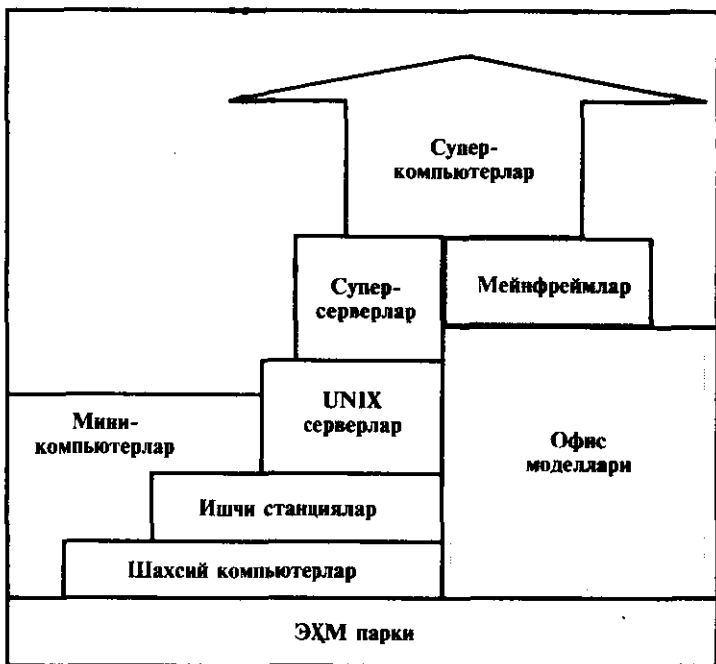 Супер-
компьютерлар
Супер-
серверлар
Мейнфреймлар
Мини-
компьютерлар
UNIX
серверлар
Офис
моделлари
Ишчи станциялар
Шахсий компьютерлар
ЭҲМ парки